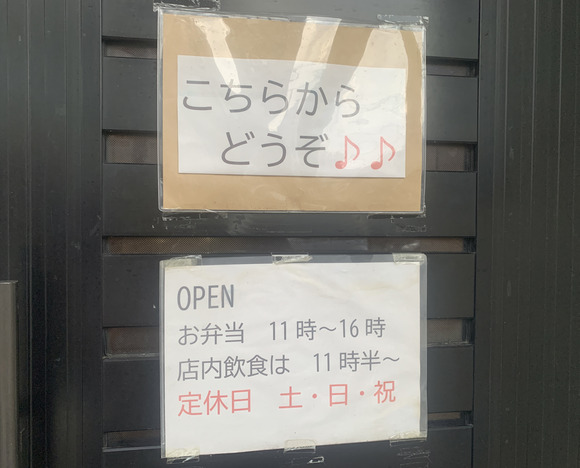 こちらから
どうぞ♪♪
OPEN
お弁当　11時～16時
店内飲食は　11時半～
定休日　土・日・祝